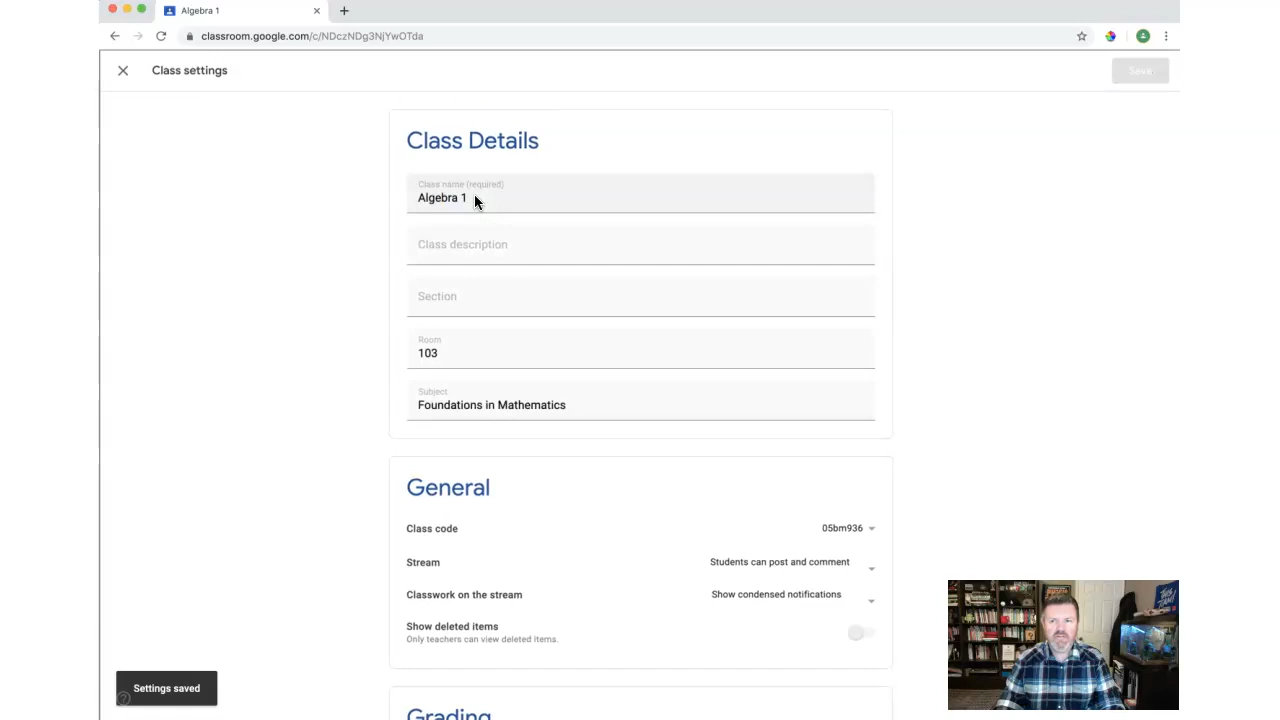 Algebra 1
classroom.google.com/c/NDczNDg3NjYwOTda
Class settings
Save
Class Details
Class name (required)
Algebra 1
Class description
Section
Room
103
Subject
Foundations in Mathematics
General
Class code
05bm936
Stream
Students can post and comment
Classwork on the stream
Show condensed notifications
Show deleted items
Only teachers can view deleted items.
Settings saved
Grading